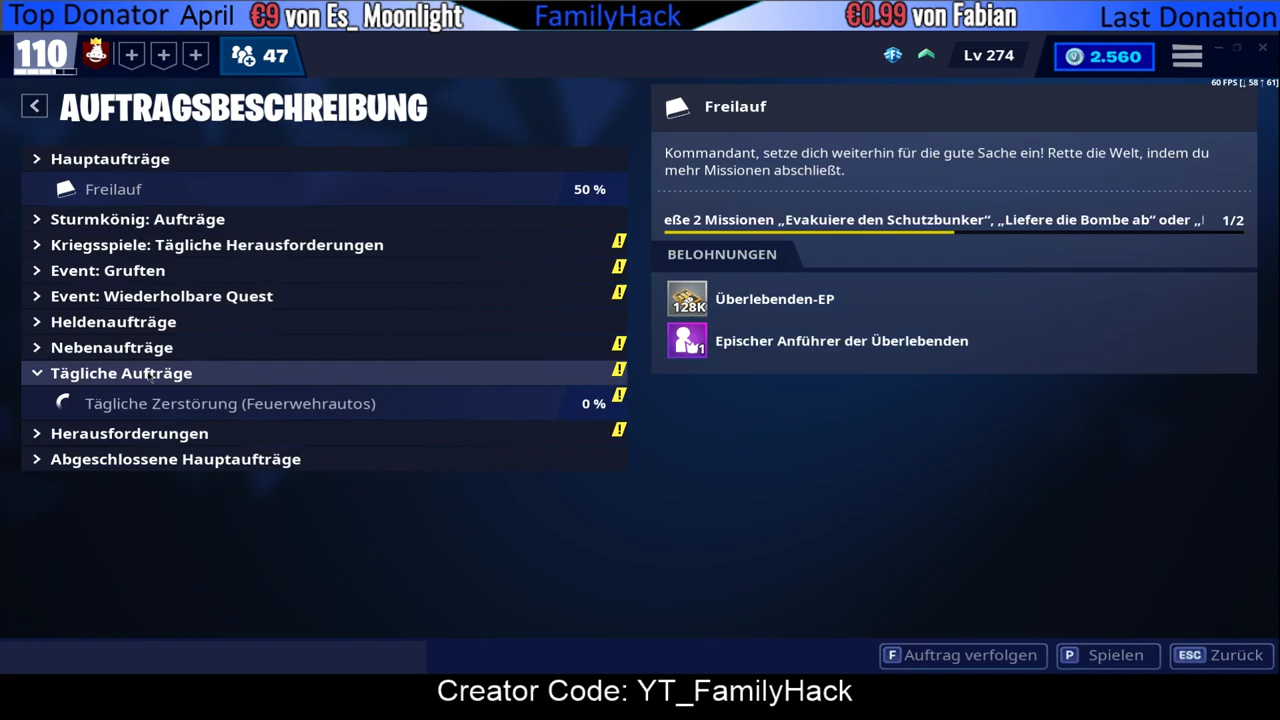 Top Donator April €9 von Es_ Moonlight FamilyHack €0.99 von Fabian Last Donation
110 47 Lv 274 2.560
60 FPS [↓ 58 ↑ 61]
AUFTRAGSBESCHREIBUNG
Hauptaufträge
Freilauf 50 %
Sturmkönig: Aufträge
Kriegsspiele: Tägliche Herausforderungen
Event: Gruften
Event: Wiederholbare Quest
Heldenaufträge
Nebenaufträge
Tägliche Aufträge
Tägliche Zerstörung (Feuerwehrautos) 0 %
Herausforderungen
Abgeschlossene Hauptaufträge
Freilauf
Kommandant, setze dich weiterhin für die gute Sache ein! Rette die Welt, indem du
mehr Missionen abschließt.
eße 2 Missionen „Evakuiere den Schutzbunker“, „Liefere die Bombe ab“ oder „ 1/2
BELOHNUNGEN
128K Überlebenden-EP
1 Epischer Anführer der Überlebenden
F Auftrag verfolgen P Spielen ESC Zurück
Creator Code: YT_FamilyHack